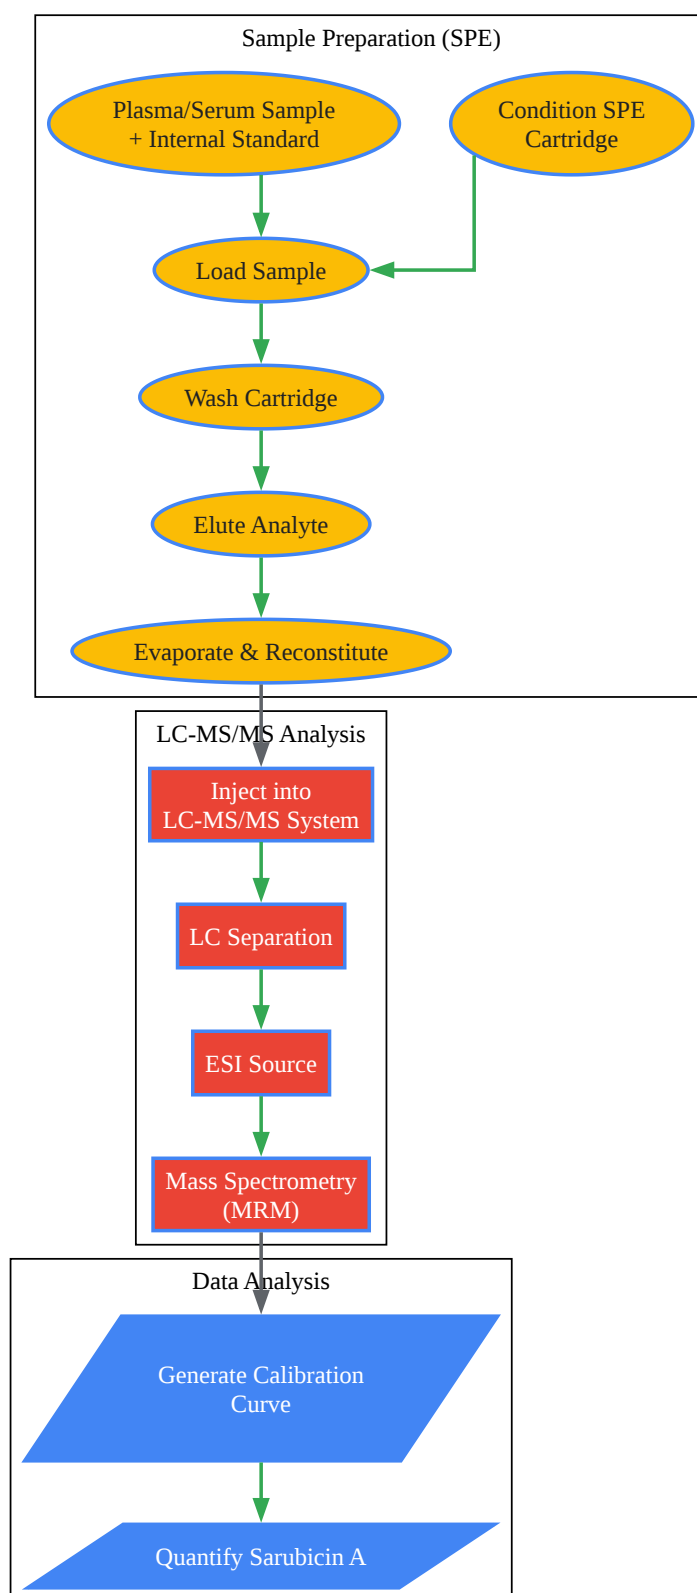 Sample Preparation (SPE)
Plasma/Serum Sample
+ Internal Standard
Condition SPE
Cartridge
Load Sample
Wash Cartridge
Elute Analyte
Evaporate & Reconstitute
LC-MS/MS Analysis
Inject into
LC-MS/MS System
LC Separation
ESI Source
Mass Spectrometry
(MRM)
Data Analysis
Generate Calibration
Curve
Quantify Sarubicin A